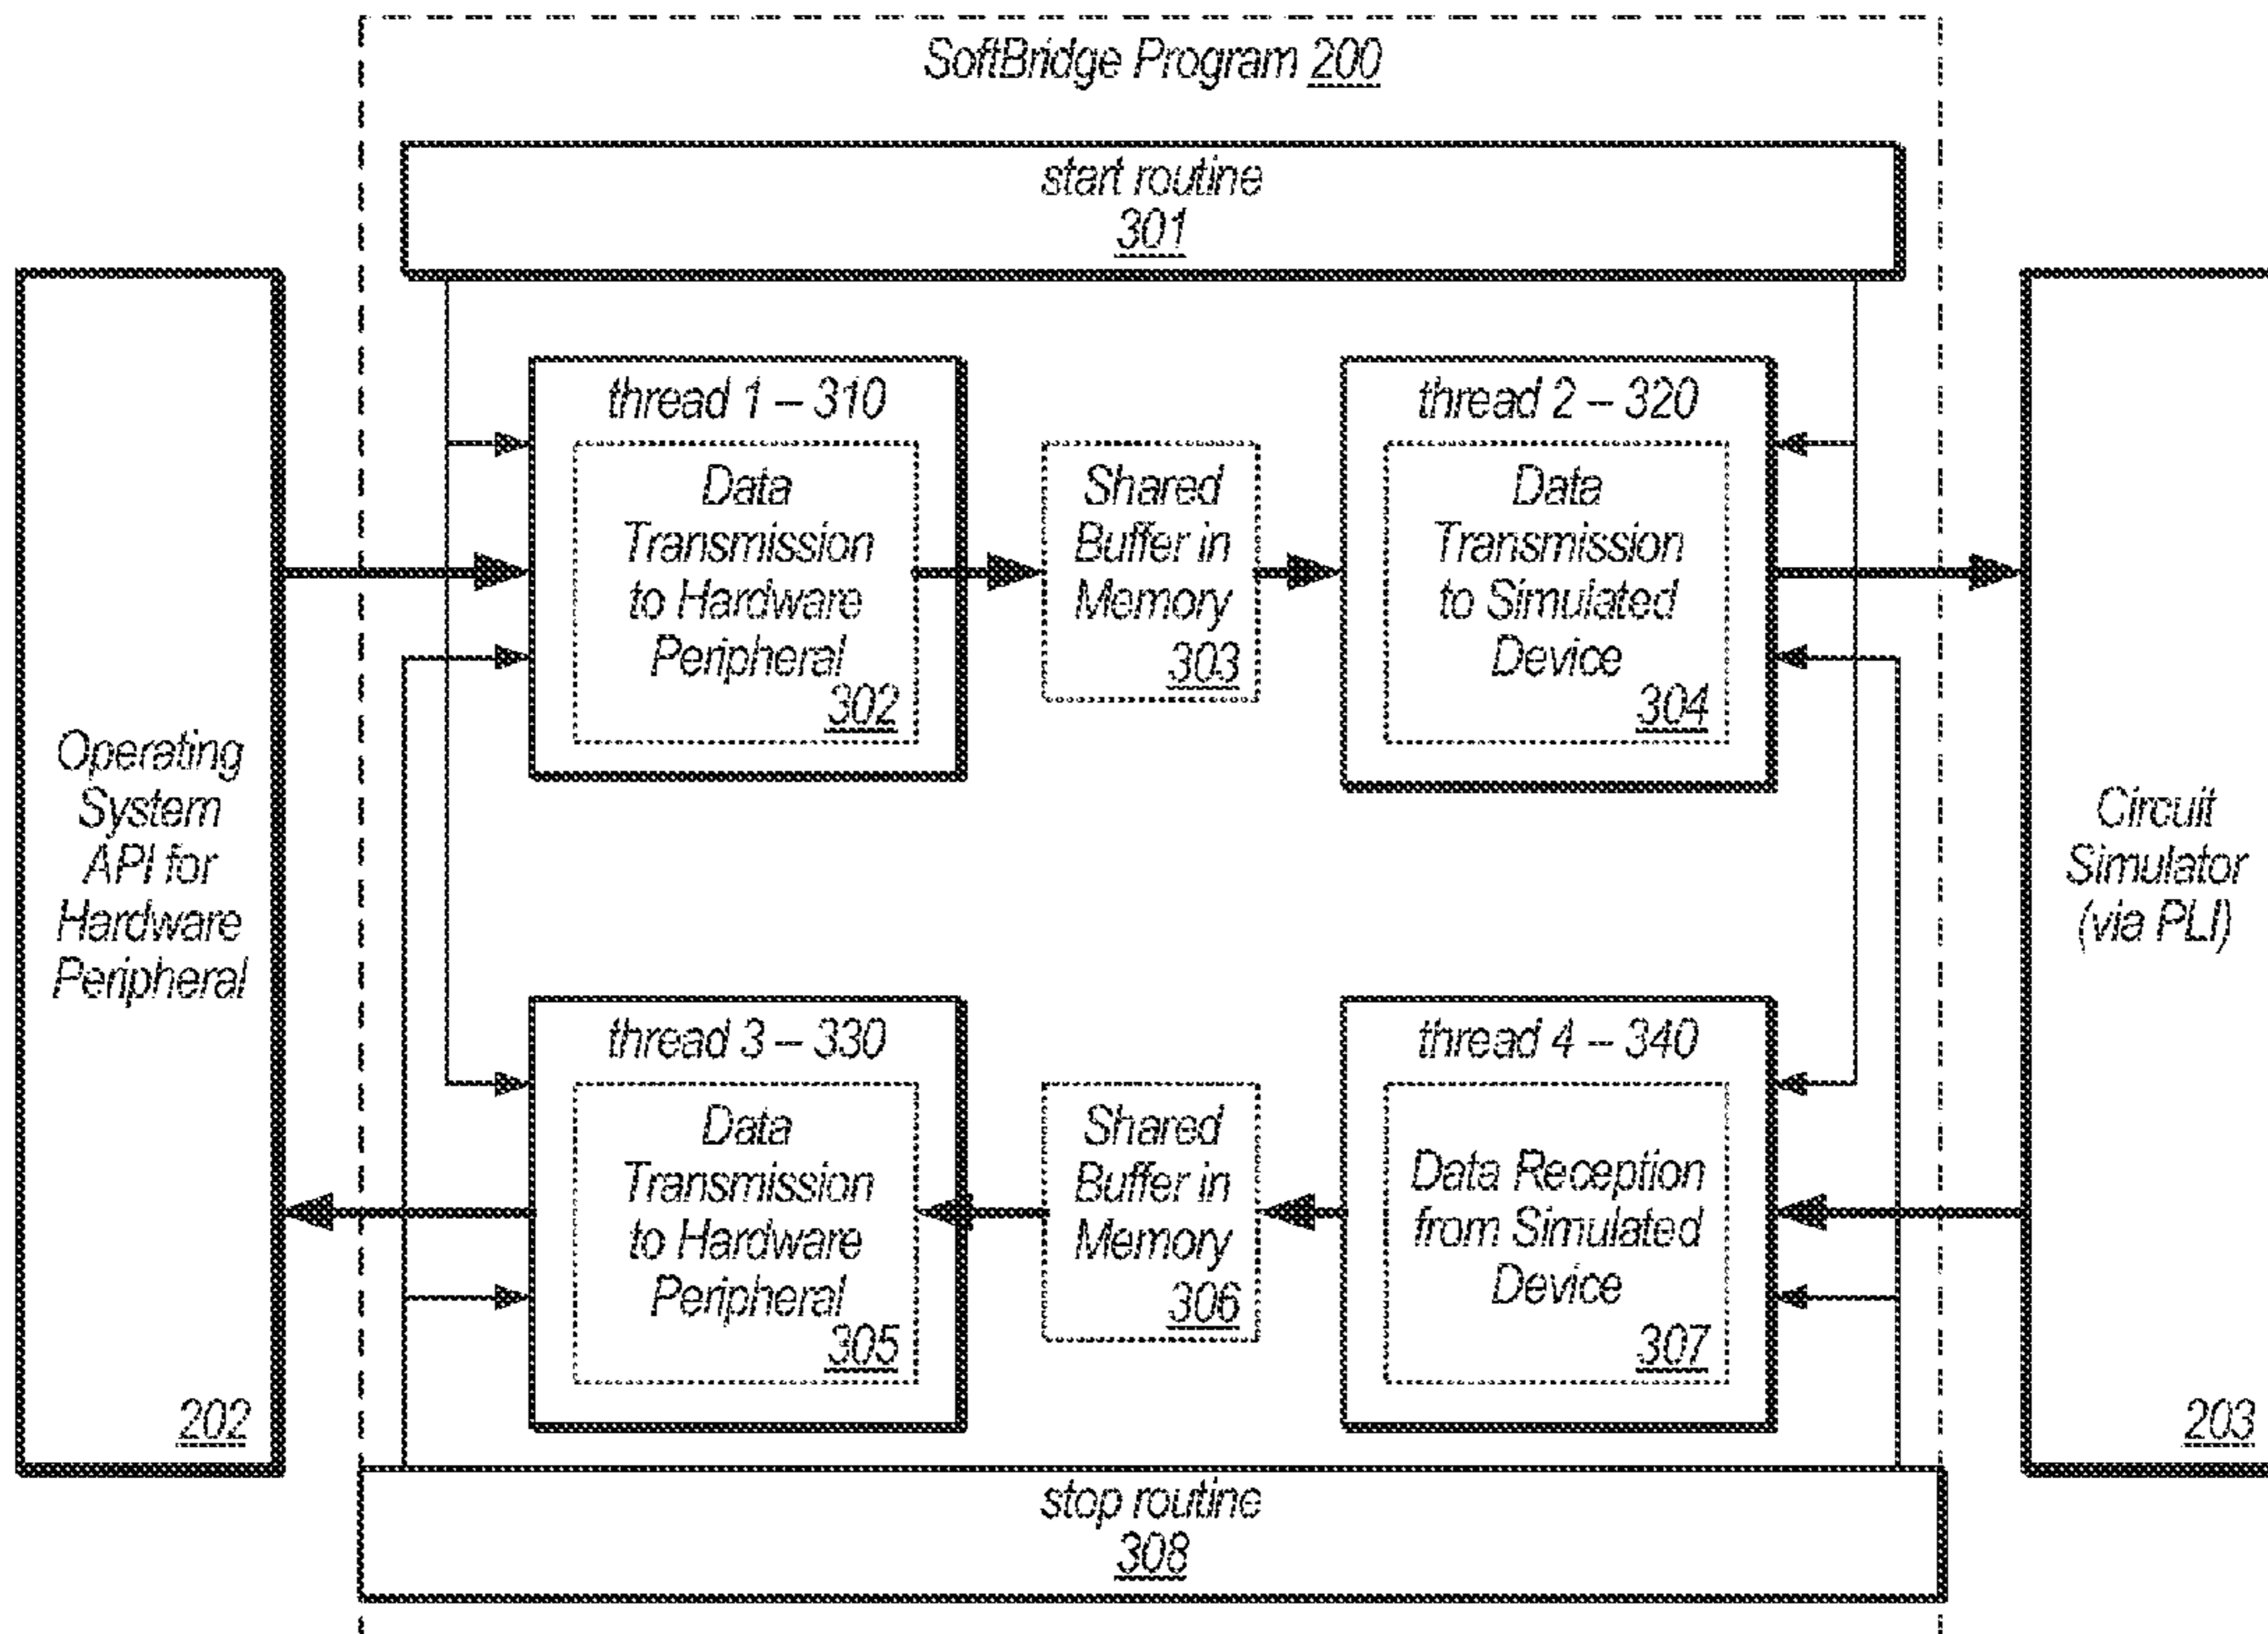 SoftBridge Program 200
start routine
301
thread 1 – 310
Data
Transmission
to Hardware
Peripheral
302
Shared
Buffer in
Memory
303
thread 2 – 320
Data
Transmission
to Simulated
Device
304
Operating
System
API for
Hardware
Peripheral
202
Circuit
Simulator
(via PLI)
203
thread 3 – 330
Data
Transmission
to Hardware
Peripheral
305
Shared
Buffer in
Memory
306
thread 4 – 340
Data Reception
from Simulated
Device
307
stop routine
308